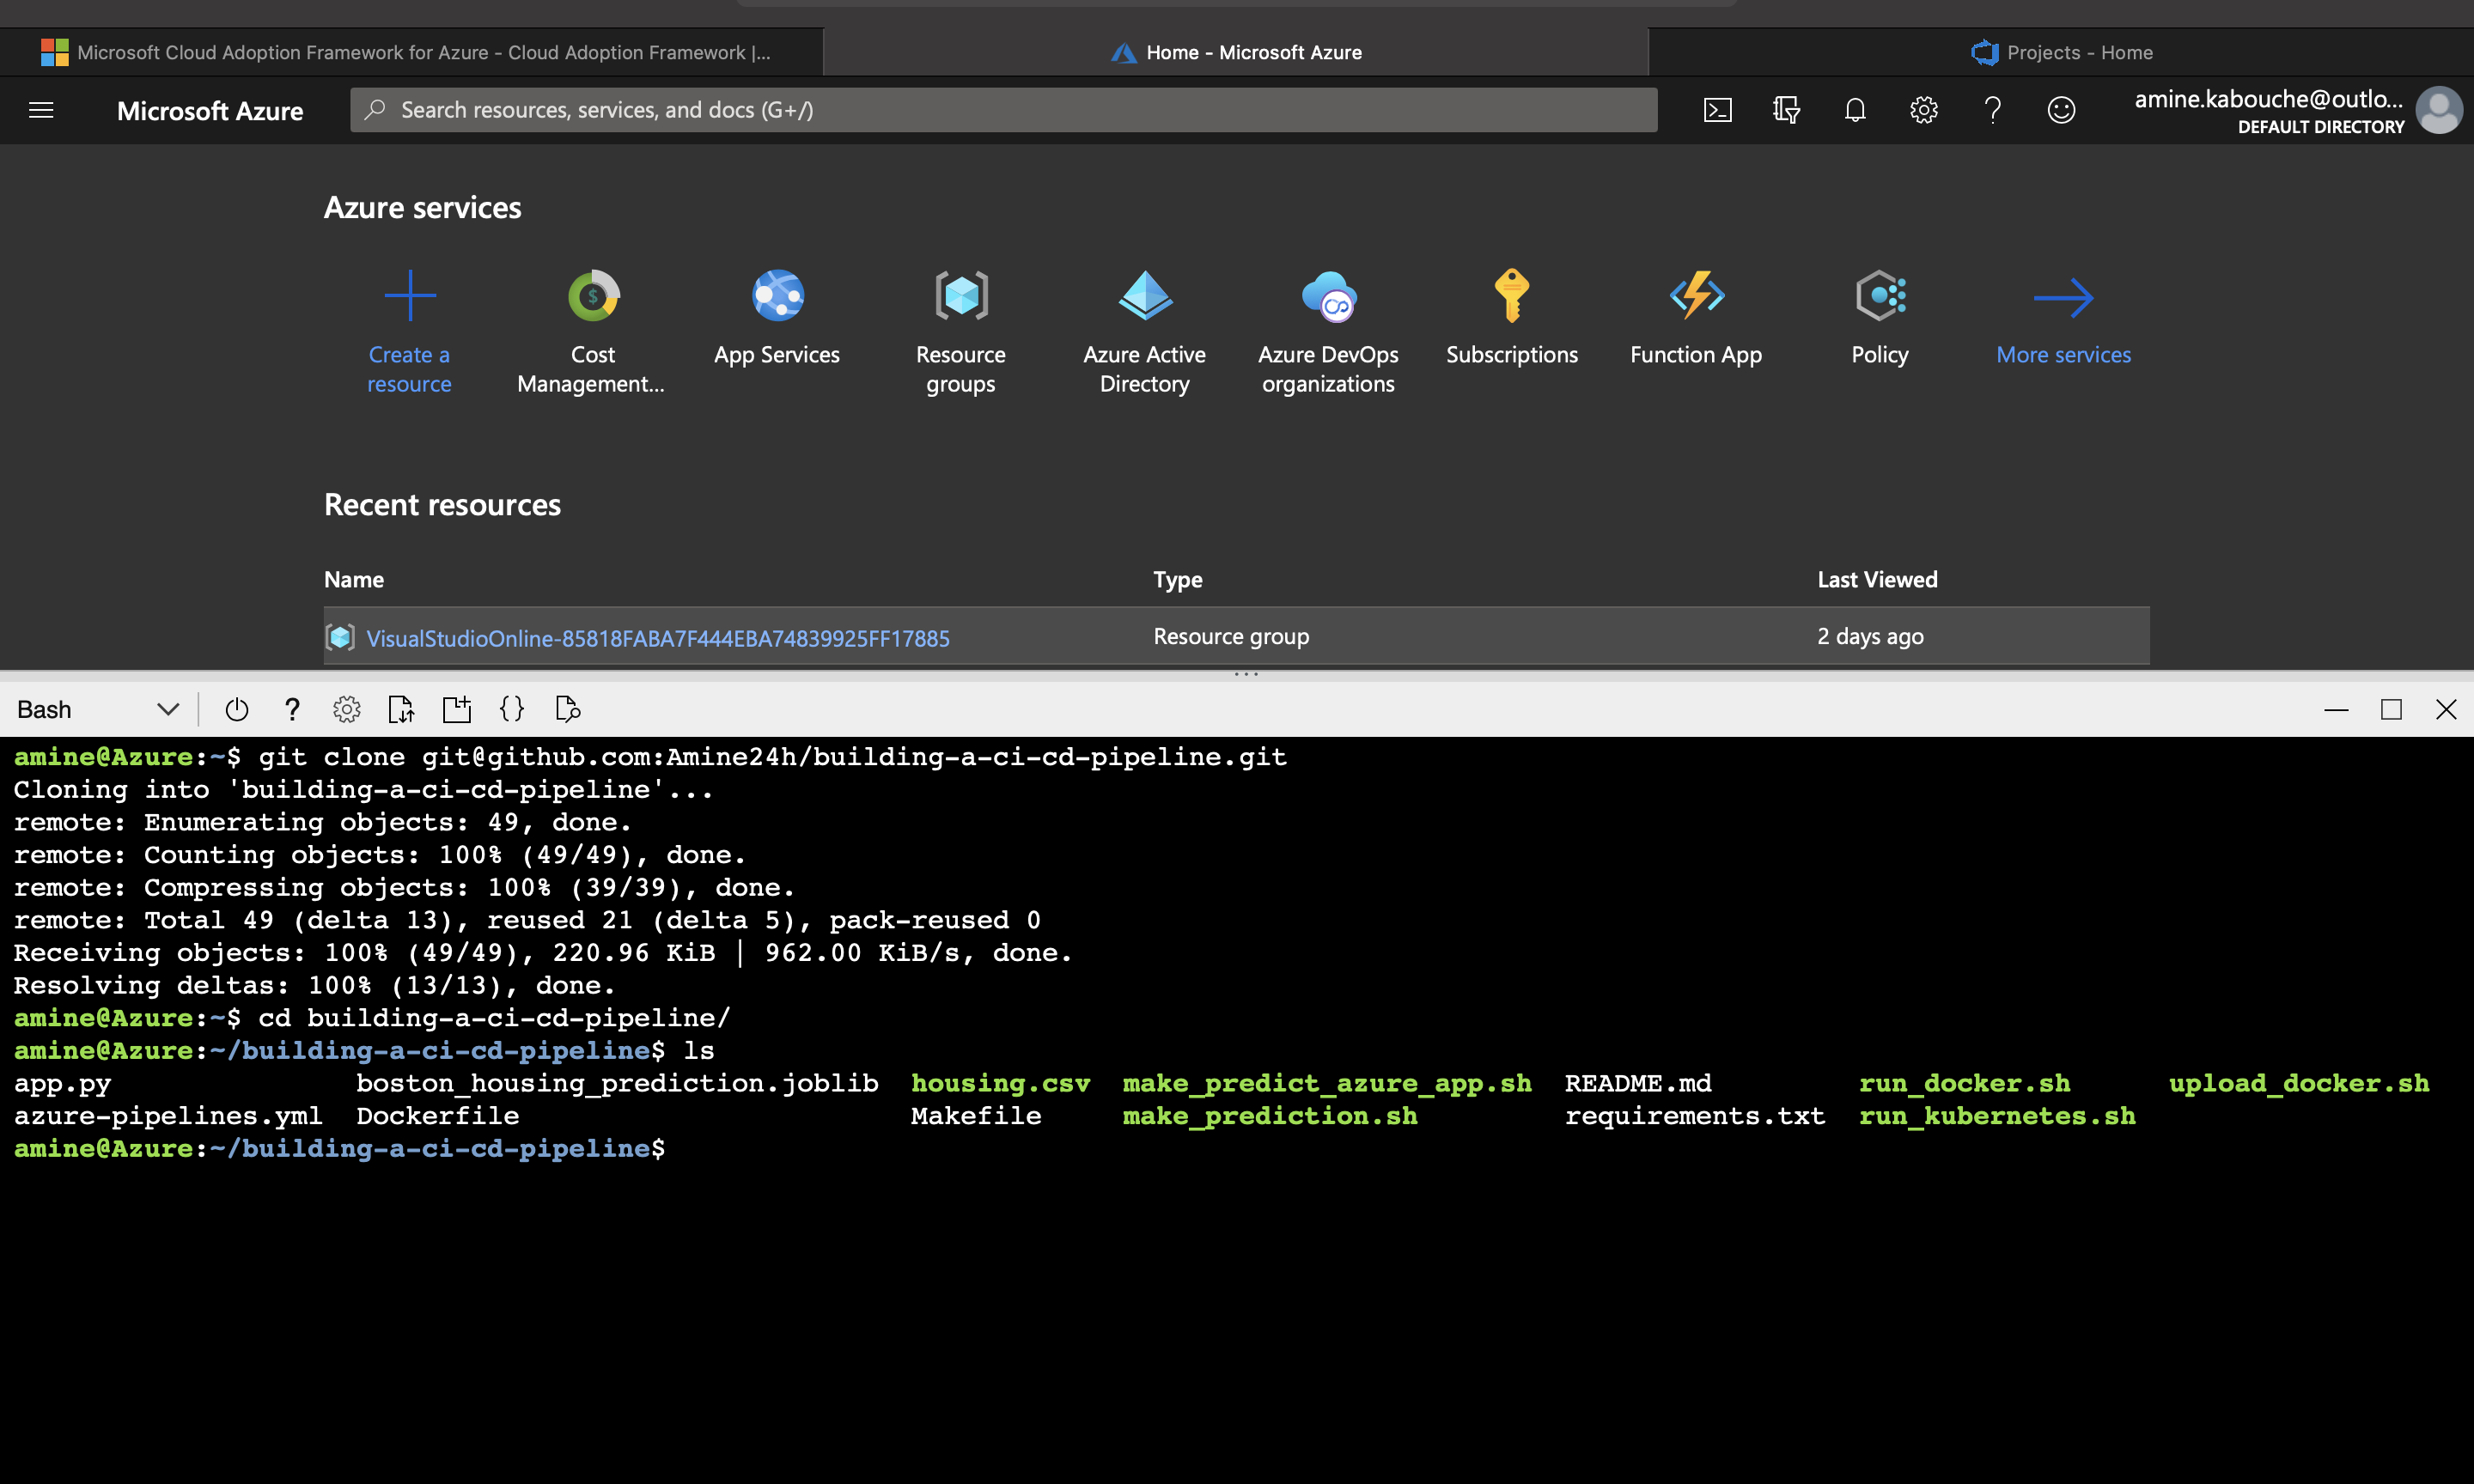 Microsoft Cloud Adoption Framework for Azure - Cloud Adoption Framework |...
Home - Microsoft Azure
Projects - Home
Microsoft Azure
Search resources, services, and docs (G+/)
amine.kabouche@outlo...
DEFAULT DIRECTORY
Azure services
Create a resource
Cost Management...
App Services
Resource groups
Azure Active Directory
Azure DevOps organizations
Subscriptions
Function App
Policy
More services
Recent resources
Name Type Last Viewed
VisualStudioOnline-85818FABA7F444EBA74839925FF17885 Resource group 2 days ago
Bash
amine@Azure:~$ git clone git@github.com:Amine24h/building-a-ci-cd-pipeline.git
Cloning into 'building-a-ci-cd-pipeline'...
remote: Enumerating objects: 49, done.
remote: Counting objects: 100% (49/49), done.
remote: Compressing objects: 100% (39/39), done.
remote: Total 49 (delta 13), reused 21 (delta 5), pack-reused 0
Receiving objects: 100% (49/49), 220.96 KiB | 962.00 KiB/s, done.
Resolving deltas: 100% (13/13), done.
amine@Azure:~$ cd building-a-ci-cd-pipeline/
amine@Azure:~/building-a-ci-cd-pipeline$ ls
app.py boston_housing_prediction.joblib housing.csv make_predict_azure_app.sh README.md run_docker.sh upload_docker.sh
azure-pipelines.yml Dockerfile Makefile make_prediction.sh requirements.txt run_kubernetes.sh
amine@Azure:~/building-a-ci-cd-pipeline$